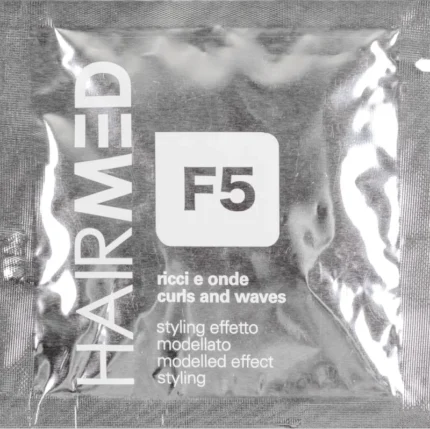 HAIRMED
F5
ricci e onde
curls and waves
styling effetto
modellato
modelled effect
styling